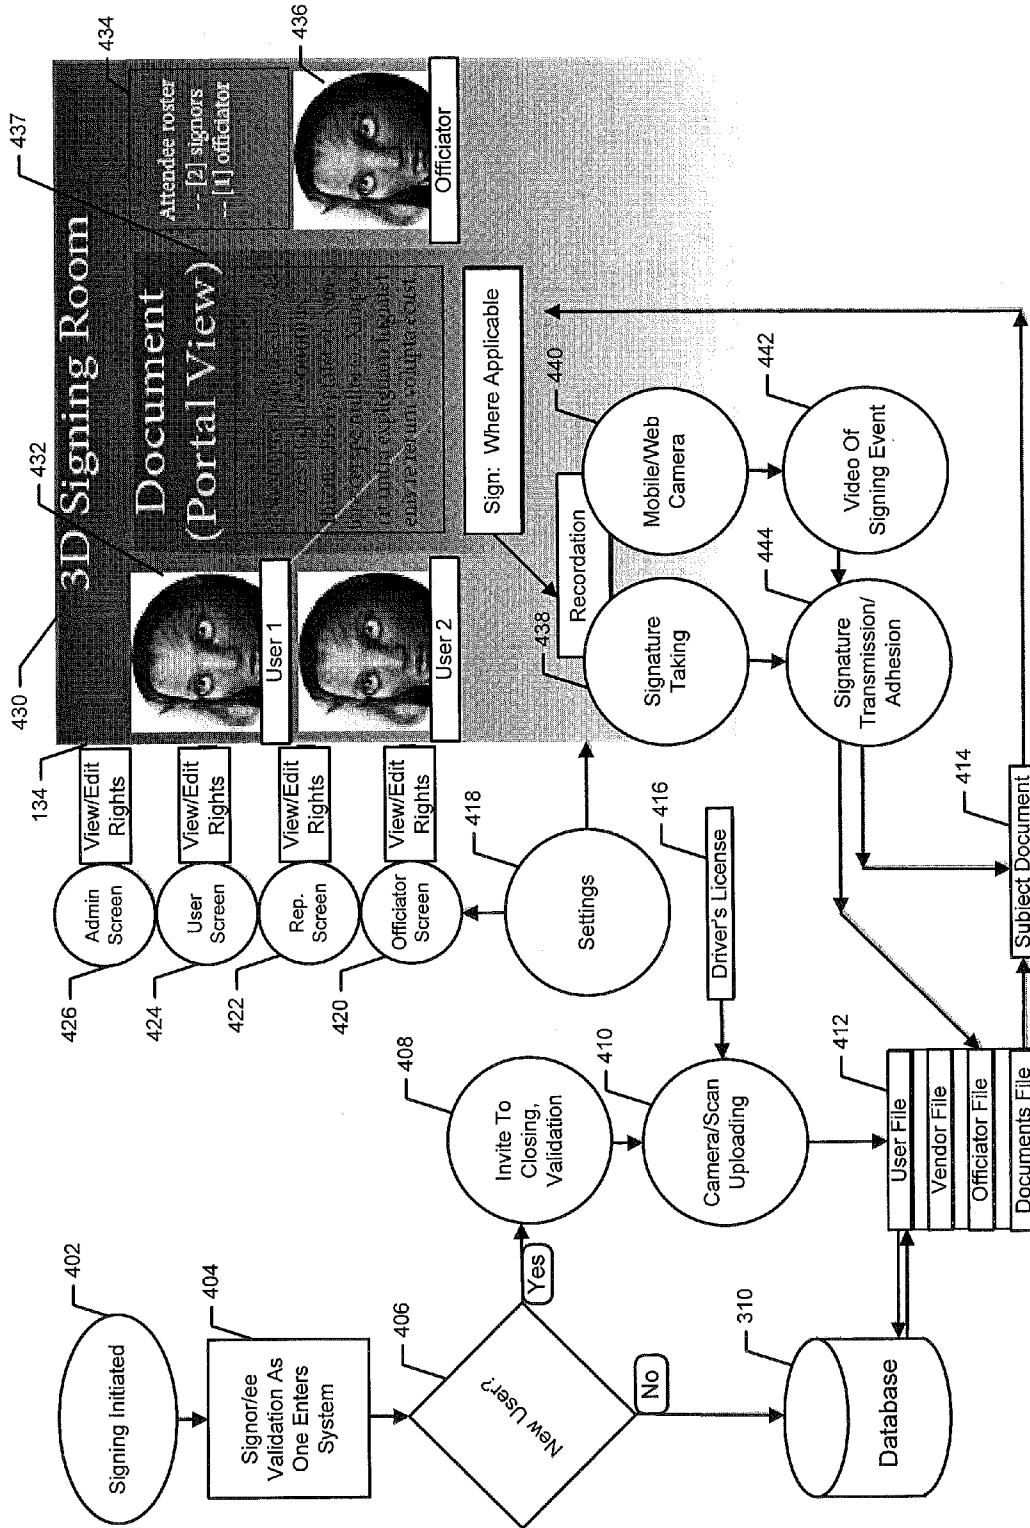 402
Signing Initiated
404
Signor/ee
Validation As
One Enters
System
406
New User?
Yes
No
310
Database
408
Invite To
Closing,
Validation
410
Camera/Scan
Uploading
412
User File
Vendor File
Officiator File
Documents File
416
Driver's License
414
Subject Document
418
Settings
426
Admin
Screen
424
User
Screen
422
Rep.
Screen
420
Officiator
Screen
View/Edit
Rights
View/Edit
Rights
View/Edit
Rights
View/Edit
Rights
134
430
3D Signing Room
432
User 1
User 2
Document
(Portal View)
437
434
Attendee roster
-- [2] signors
-- [1] officiator
436
Officiator
Sign: Where Applicable
Recordation
438
Signature
Taking
440
Mobile/Web
Camera
442
Video Of
Signing Event
444
Signature
Transmission/
Adhesion